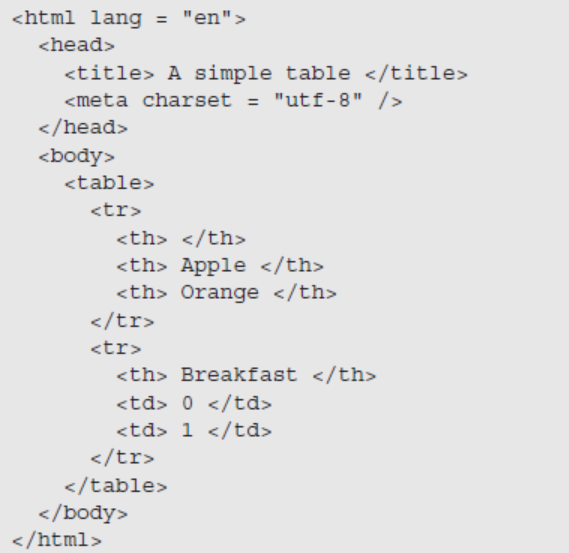 <html lang = "en">
<head>
<title> A simple table </title>
<meta charset = "utf-8" />
</head>
<body>
<table>
<tr>
<th> </th>
<th> Apple </th>
<th> Orange </th>
</tr>
<tr>
<th> Breakfast </th>
<td> 0 </td>
<td> 1 </td>
</tr>
</table>
</body>
</html>